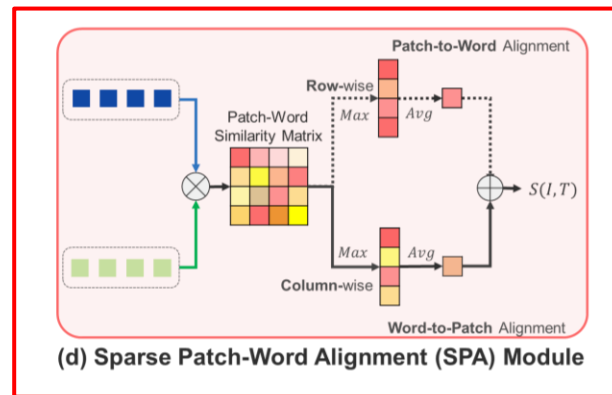 Patch-to-Word Alignment
Row-wise
Patch-Word
Similarity Matrix
Max
Avg
S(I,T)
Max
Avg
Column-wise
Word-to-Patch Alignment
(d) Sparse Patch-Word Alignment (SPA) Module